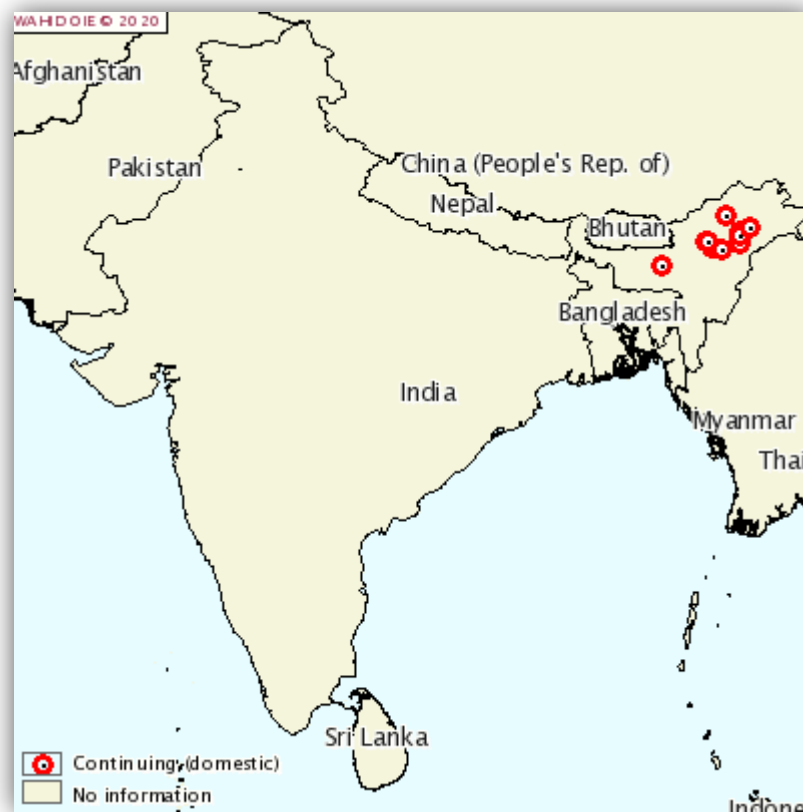 WAHID OIE © 2020
Afghanistan
China (People's Rep. of)
Pakistan
Nepal
Bhutan
Bangladesh
India
Myanmar
Thai
Sri Lanka
Continuing (domestic)
No information
Indone